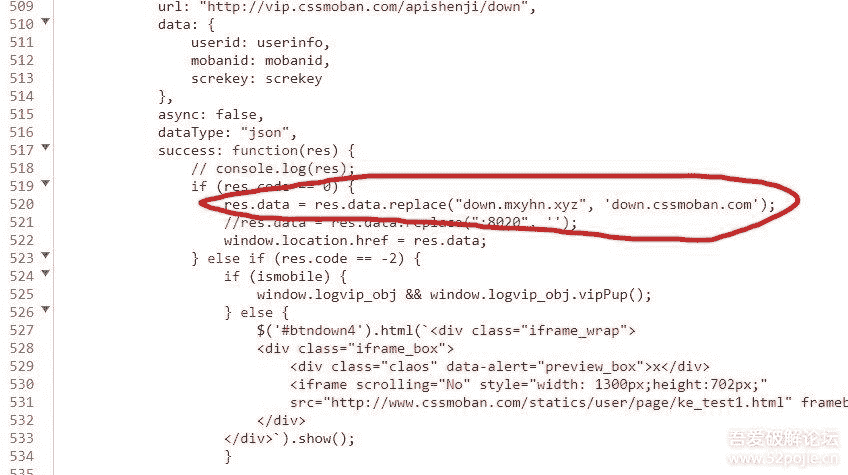 509 url: "http://vip.cssmoban.com/apishenji/down",
510 data: {
511 userid: userinfo,
512 mobanid: mobanid,
513 screkey: screkey
514 },
515 async: false,
516 dataType: "json",
517 success: function(res) {
518 // console.log(res);
519 if (res.code == 0) {
520 res.data = res.data.replace("down.mxyhn.xyz", 'down.cssmoban.com');
521 //res.data = res.data.replace(":8020", '');
522 window.location.href = res.data;
523 } else if (res.code == -2) {
524 if (ismobile) {
525 window.logvip_obj && window.logvip_obj.vipPup();
526 } else {
527 $('#btndown4').html(`<div class="iframe_wrap">
528 <div class="iframe_box">
529 <div class="claos" data-alert="preview_box">x</div>
530 <iframe scrolling="No" style="width: 1300px;height:702px;"
531 src="http://www.cssmoban.com/statics/user/page/ke_test1.html" frameb
532 </div>
533 </div>`).show();
534 }
535
吾爱破解论坛
www.52pojie.cn